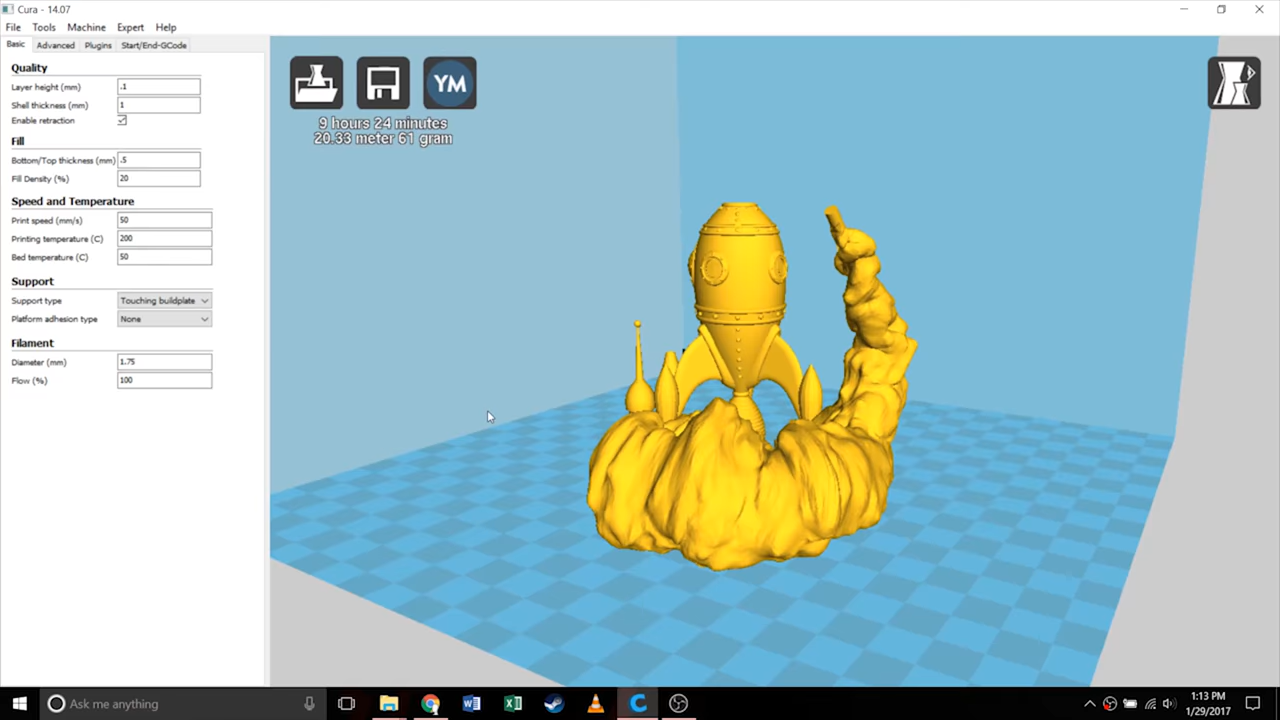 Cura - 14.07
File Tools Machine Expert Help
Basic Advanced Plugins Start/End-GCode
Quality
Layer height (mm) .1
Shell thickness (mm) 1
Enable retraction
Fill
Bottom/Top thickness (mm) .5
Fill Density (%) 20
Speed and Temperature
Print speed (mm/s) 50
Printing temperature (C) 200
Bed temperature (C) 50
Support
Support type Touching buildplate
Platform adhesion type None
Filament
Diameter (mm) 1.75
Flow (%) 100
YM
9 hours 24 minutes
20.33 meter 61 gram
Ask me anything
1:13 PM
1/29/2017